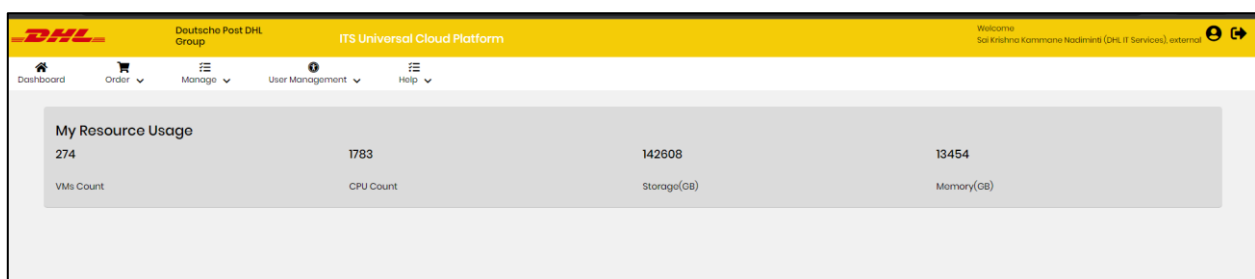 DHL
Deutsche Post DHL
Group
ITS Universal Cloud Platform
Welcome
Sai Krishna Kammane Nadiminti (DHL IT Services), external
Dashboard
Order
Manage
User Management
Help
My Resource Usage
274
1783
142608
13454
VMs Count
CPU Count
Storage(GB)
Memory(GB)